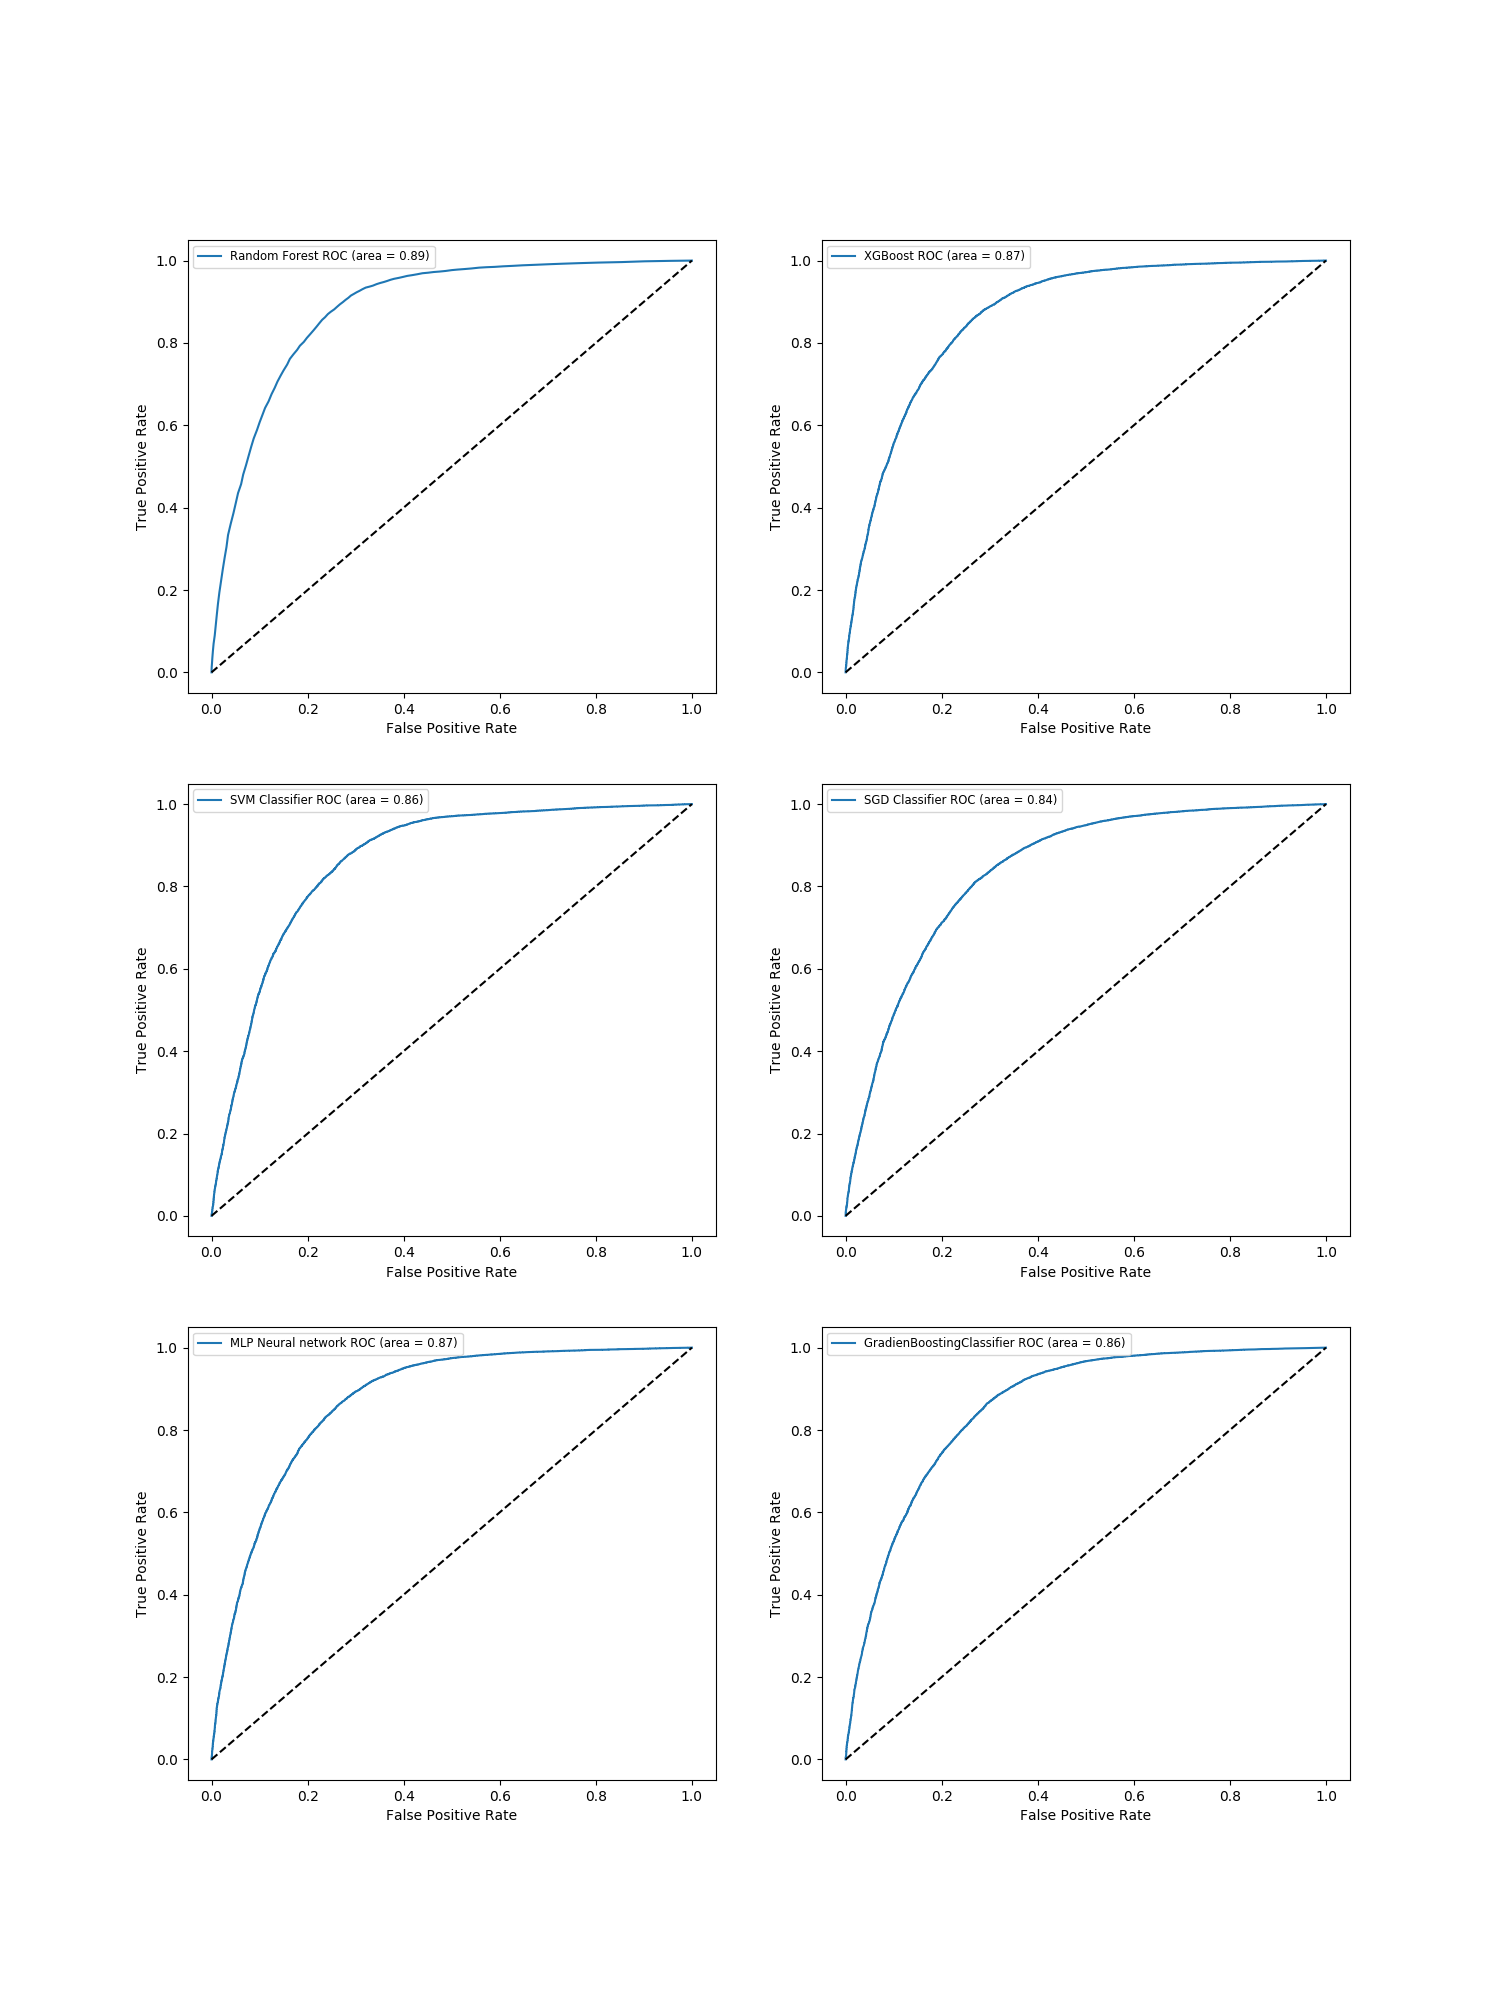 Random Forest ROC (area = 0.89)
1.0
0.8
0.6
0.4
0.2
0.0
True Positive Rate
0.0 0.2 0.4 0.6 0.8 1.0
False Positive Rate
XGBoost ROC (area = 0.87)
1.0
0.8
0.6
0.4
0.2
0.0
True Positive Rate
0.0 0.2 0.4 0.6 0.8 1.0
False Positive Rate
SVM Classifier ROC (area = 0.86)
1.0
0.8
0.6
0.4
0.2
0.0
True Positive Rate
0.0 0.2 0.4 0.6 0.8 1.0
False Positive Rate
SGD Classifier ROC (area = 0.84)
1.0
0.8
0.6
0.4
0.2
0.0
True Positive Rate
0.0 0.2 0.4 0.6 0.8 1.0
False Positive Rate
MLP Neural network ROC (area = 0.87)
1.0
0.8
0.6
0.4
0.2
0.0
True Positive Rate
0.0 0.2 0.4 0.6 0.8 1.0
False Positive Rate
GradienBoostingClassifier ROC (area = 0.86)
1.0
0.8
0.6
0.4
0.2
0.0
True Positive Rate
0.0 0.2 0.4 0.6 0.8 1.0
False Positive Rate